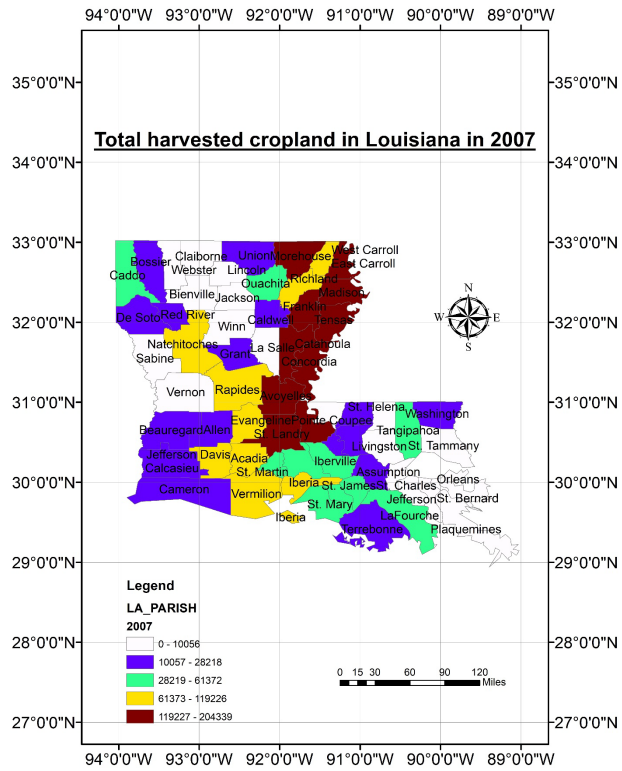 94°0'0"W 93°0'0"W 92°0'0"W 91°0'0"W 90°0'0"W 89°0'0"W
35°0'0"N 35°0'0"N
Total harvested cropland in Louisiana in 2007
34°0'0"N 34°0'0"N
33°0'0"N 33°0'0"N
West Carroll
Claiborne Union Morehouse
Bossier East Carroll
Webster Lincoln
Caddo Richland
Ouachita
Madison
Bienville Jackson
Franklin
De Soto Red River Caldwell Tensas
32°0'0"N 32°0'0"N
Winn
Natchitoches La Salle Catahoula
Grant
Sabine Concordia
N
W E
S
Vernon Rapides
Avoyelles
31°0'0"N 31°0'0"N
St. Helena
Washington
Evangeline Pointe Coupee
Beauregard Allen Tangipahoa
St. Landry
Livingston St. Tammany
Jefferson Davis Acadia Iberville
Calcasieu St. Martin Assumption
Orleans
30°0'0"N 30°0'0"N
Cameron Iberia St. James St. Charles
Vermilion Jefferson St. Bernard
St. Mary
Iberia LaFourche
Terrebonne Plaquemines
29°0'0"N 29°0'0"N
Legend
LA_PARISH
2007
0 - 10056
10057 - 28218
28219 - 61372
61373 - 119226
119227 - 204339
0 15 30 60 90 120
Miles
28°0'0"N 28°0'0"N
27°0'0"N 27°0'0"N
94°0'0"W 93°0'0"W 92°0'0"W 91°0'0"W 90°0'0"W 89°0'0"W